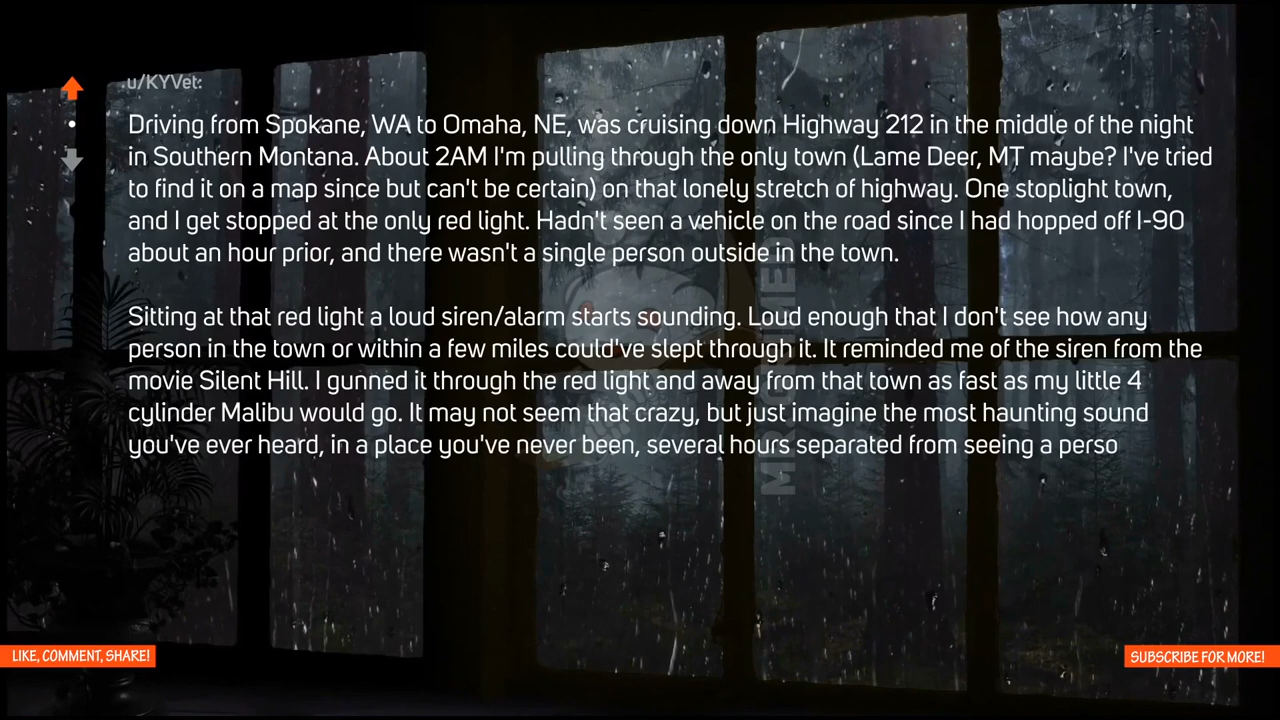 u/KYVet:
Driving from Spokane, WA to Omaha, NE, was cruising down Highway 212 in the middle of the night
in Southern Montana. About 2AM I'm pulling through the only town (Lame Deer, MT maybe? I've tried
to find it on a map since but can't be certain) on that lonely stretch of highway. One stoplight town,
and I get stopped at the only red light. Hadn't seen a vehicle on the road since I had hopped off I-90
about an hour prior, and there wasn't a single person outside in the town.
Sitting at that red light a loud siren/alarm starts sounding. Loud enough that I don't see how any
person in the town or within a few miles could've slept through it. It reminded me of the siren from the
movie Silent Hill. I gunned it through the red light and away from that town as fast as my little 4
cylinder Malibu would go. It may not seem that crazy, but just imagine the most haunting sound
you've ever heard, in a place you've never been, several hours separated from seeing a perso
LIKE, COMMENT, SHARE!
SUBSCRIBE FOR MORE!